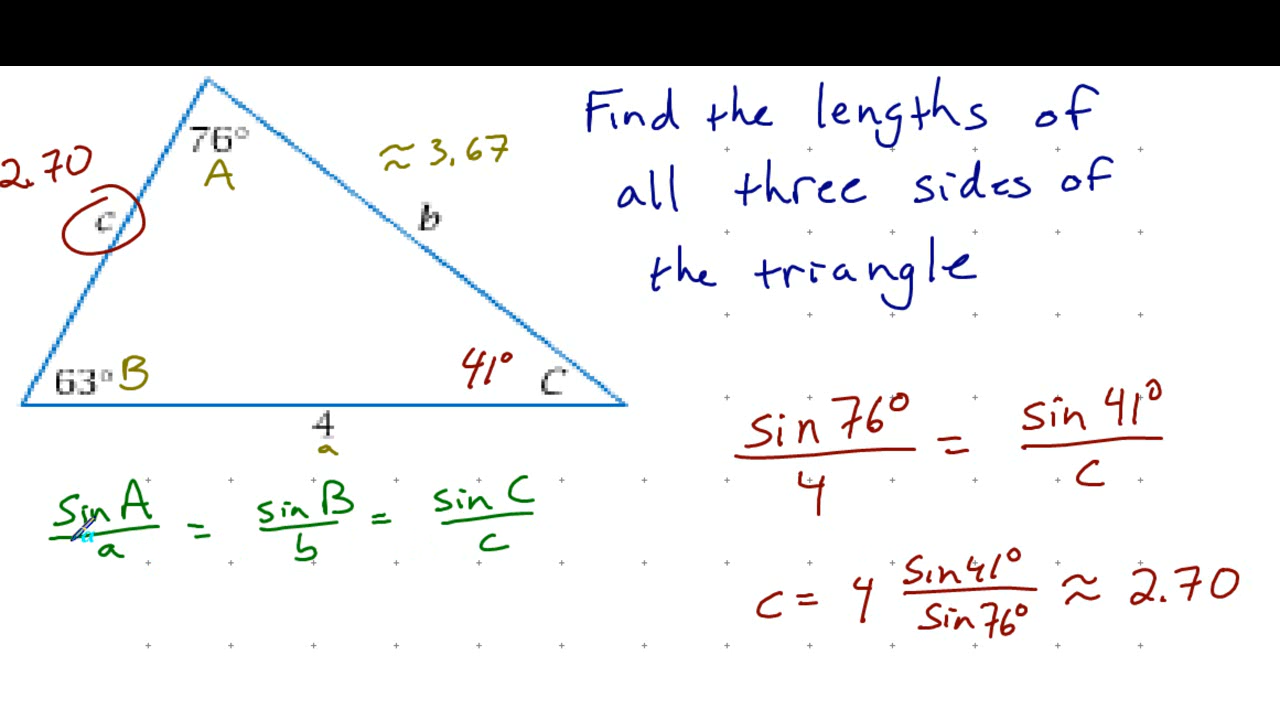 Find the lengths of
all three sides of
the triangle
76°
A
2.70
≈ 3.67
c
b
63° B
41° C
4
a
sin 76° / 4 = sin 41° / c
sin A / a = sin B / b = sin C / c
c = 4 sin 41° / sin 76° ≈ 2.70